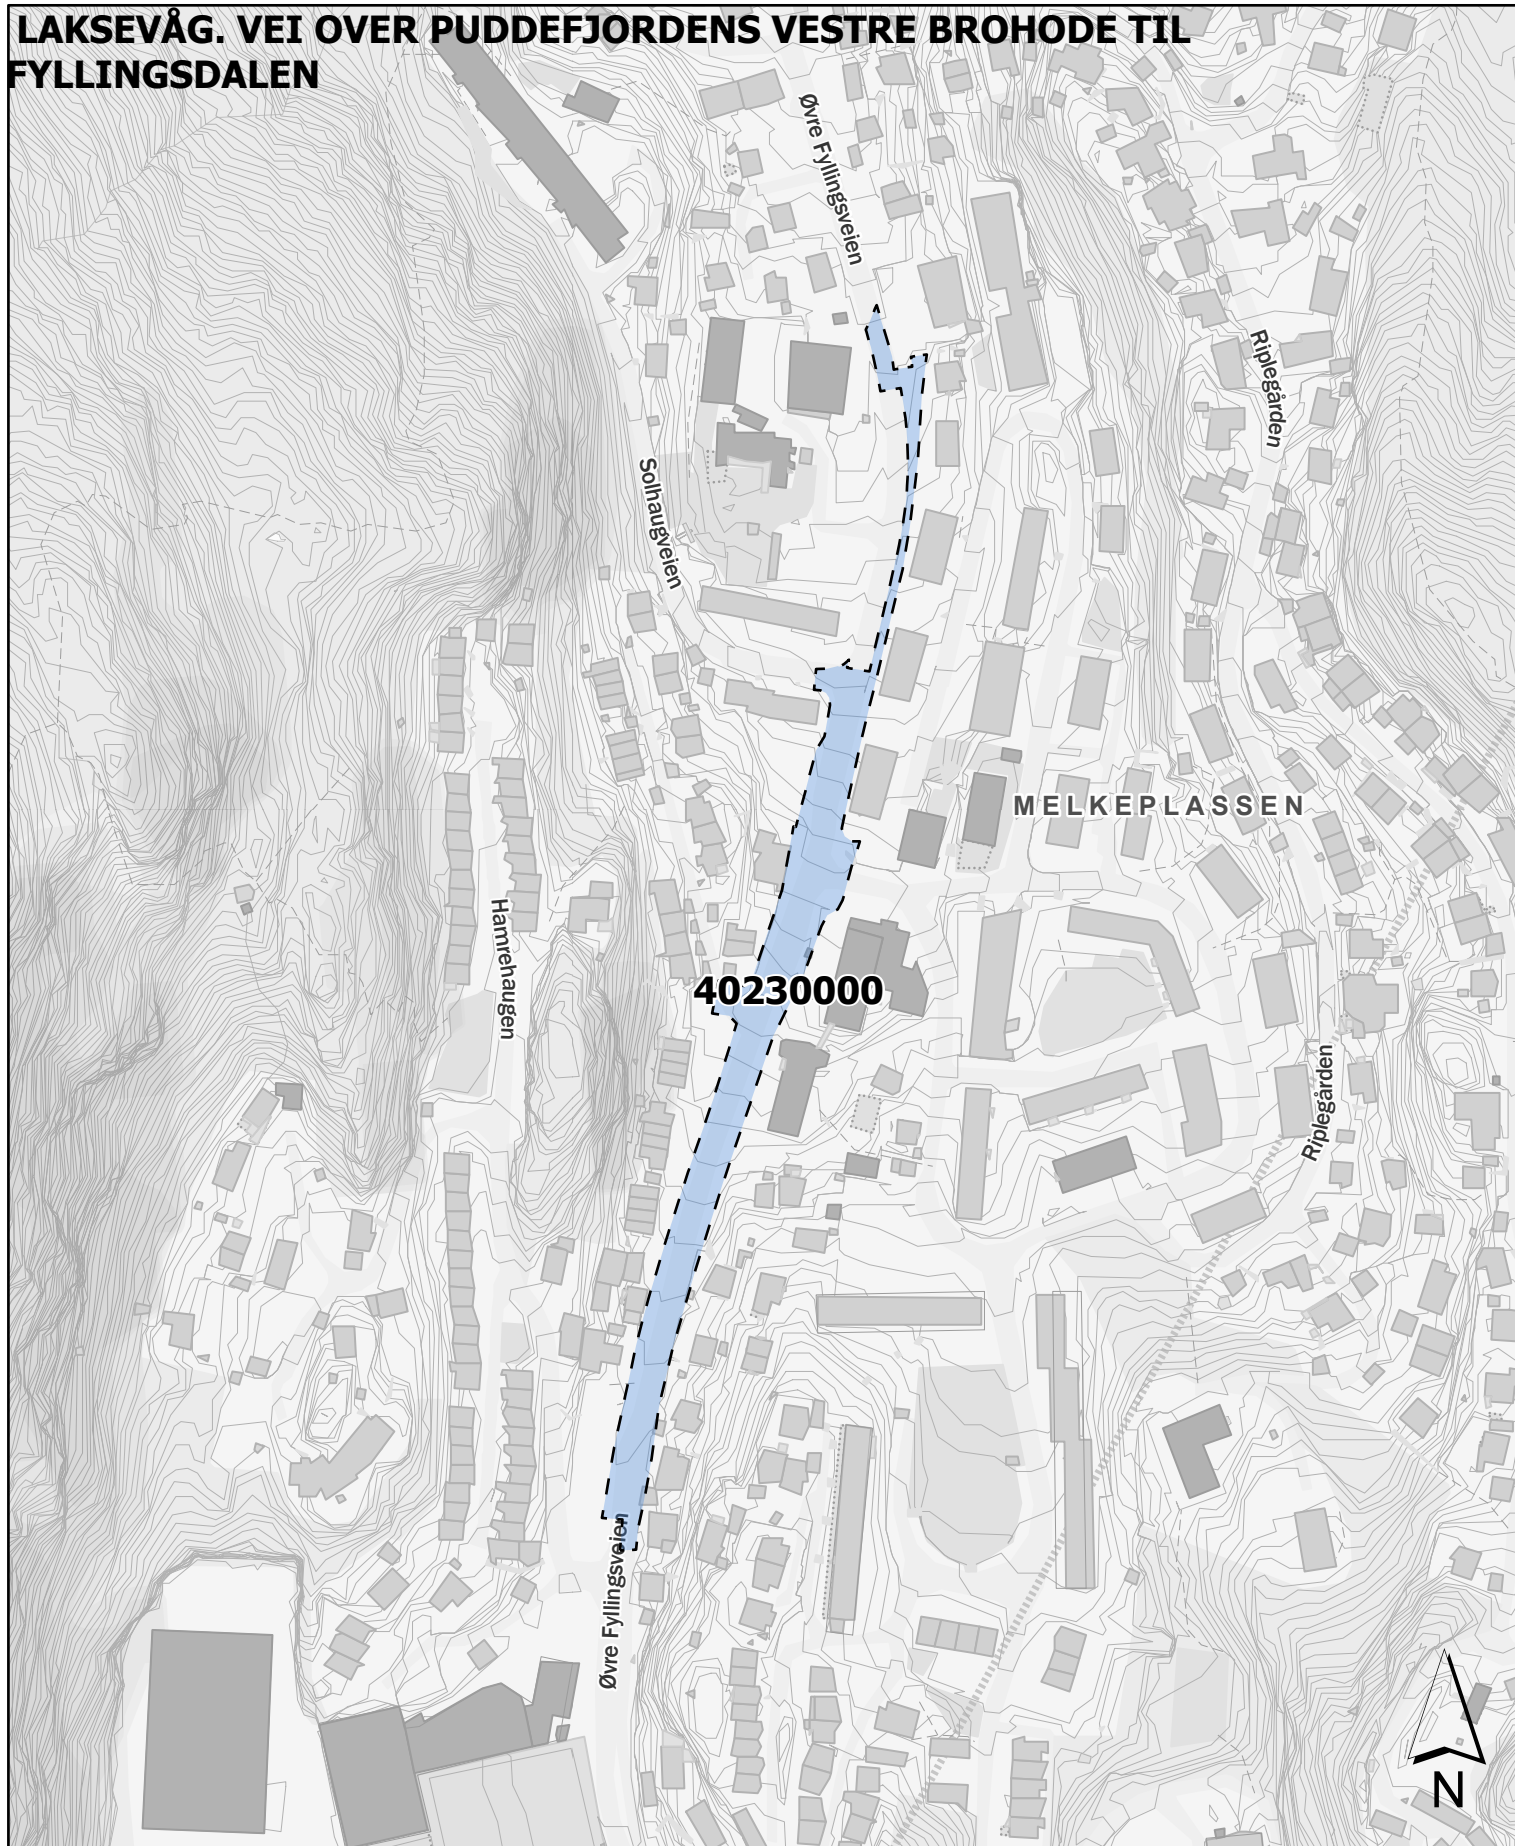 LAKSEVÅG. VEI OVER PUDDEFJORDENS VESTRE BROHODE TIL
FYLLINGSDALEN
Øvre Fyllingsveien
Riplegården
Solhaugveien
MELKEPLASSEN
Hamrehaugen
40230000
Riplegården
Øvre Fyllingsveien
N